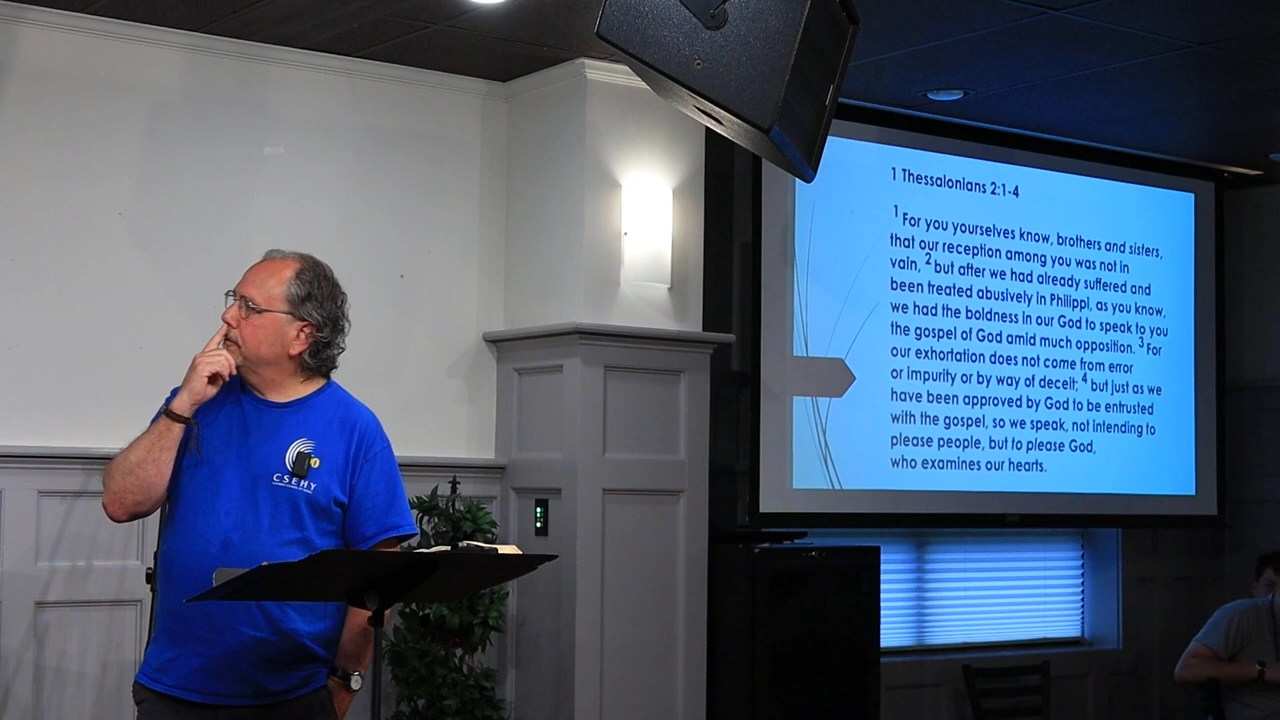 1 Thessalonians 2:1-4
1 For you yourselves know, brothers and sisters,
that our reception among you was not in
vain, 2 but after we had already suffered and
been treated abusively in Philippi, as you know,
we had the boldness in our God to speak to you
the gospel of God amid much opposition. 3 For
our exhortation does not come from error
or impurity or by way of deceit; 4 but just as we
have been approved by God to be entrusted
with the gospel, so we speak, not intending to
please people, but to please God,
who examines our hearts.
CSEHY